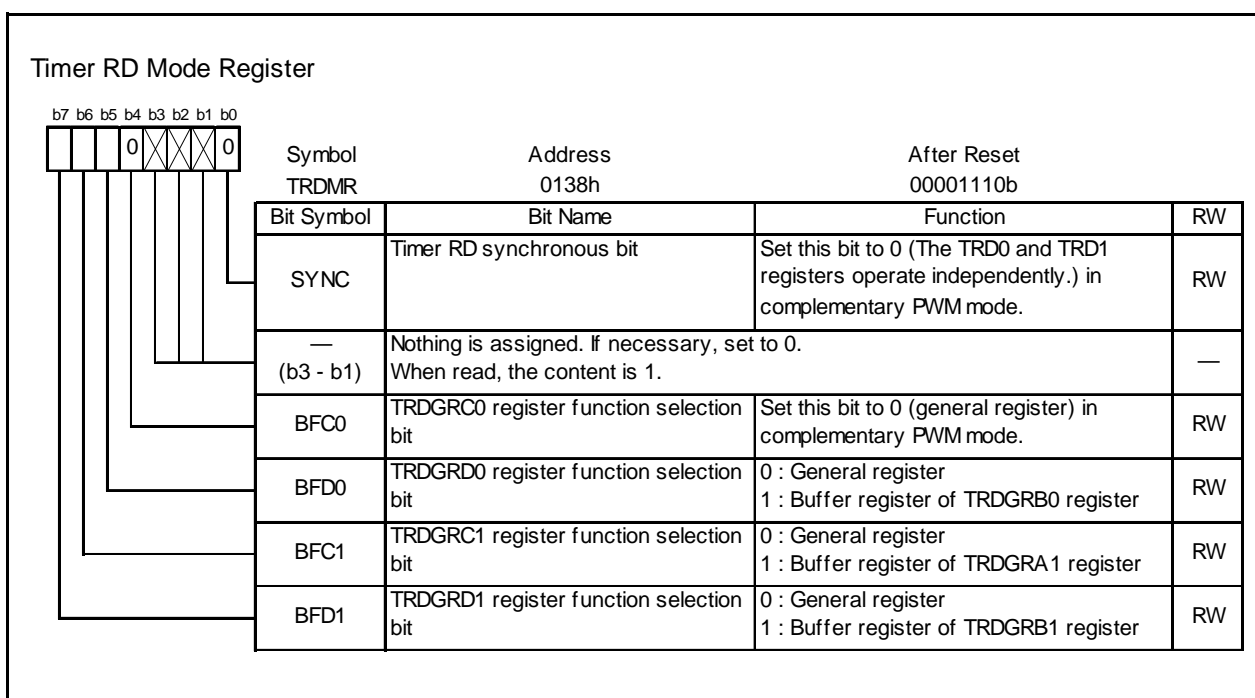 Timer RD Mode Register
b7 b6 b5 b4 b3 b2 b1 b0
0 0
Symbol Address After Reset
TRDMR 0138h 00001110b
Bit Symbol Bit Name Function RW
SYNC Timer RD synchronous bit Set this bit to 0 (The TRD0 and TRD1 RW
registers operate independently.) in
complementary PWM mode.
— Nothing is assigned. If necessary, set to 0. —
(b3 - b1) When read, the content is 1.
BFC0 TRDGRC0 register function selection Set this bit to 0 (general register) in RW
bit complementary PWM mode.
BFD0 TRDGRD0 register function selection 0 : General register RW
bit 1 : Buffer register of TRDGRB0 register
BFC1 TRDGRC1 register function selection 0 : General register RW
bit 1 : Buffer register of TRDGRA1 register
BFD1 TRDGRD1 register function selection 0 : General register RW
bit 1 : Buffer register of TRDGRB1 register